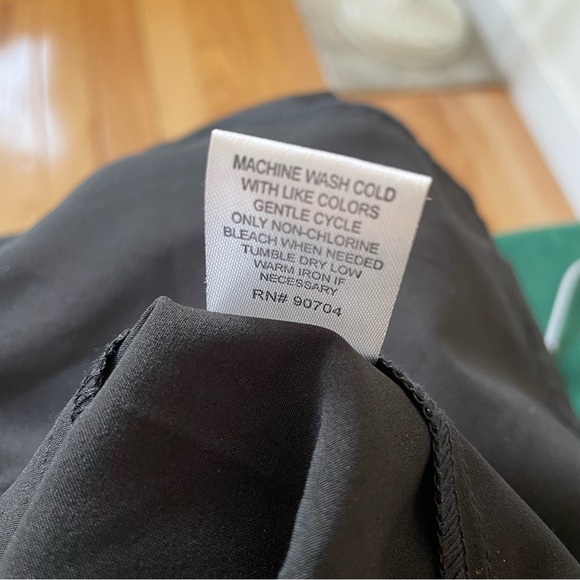 MACHINE WASH COLD
WITH LIKE COLORS
GENTLE CYCLE
ONLY NON-CHLORINE
BLEACH WHEN NEEDED
TUMBLE DRY LOW
WARM IRON IF
NECESSARY
RN# 90704